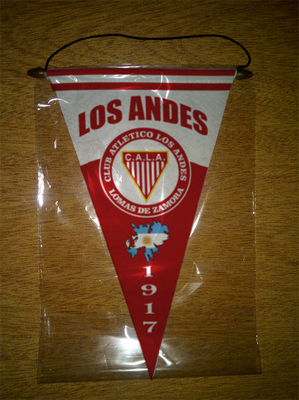 LOS ANDES
CLUB ATLETICO LOS ANDES
C.A.L.A.
LOMAS DE ZAMORA
1917